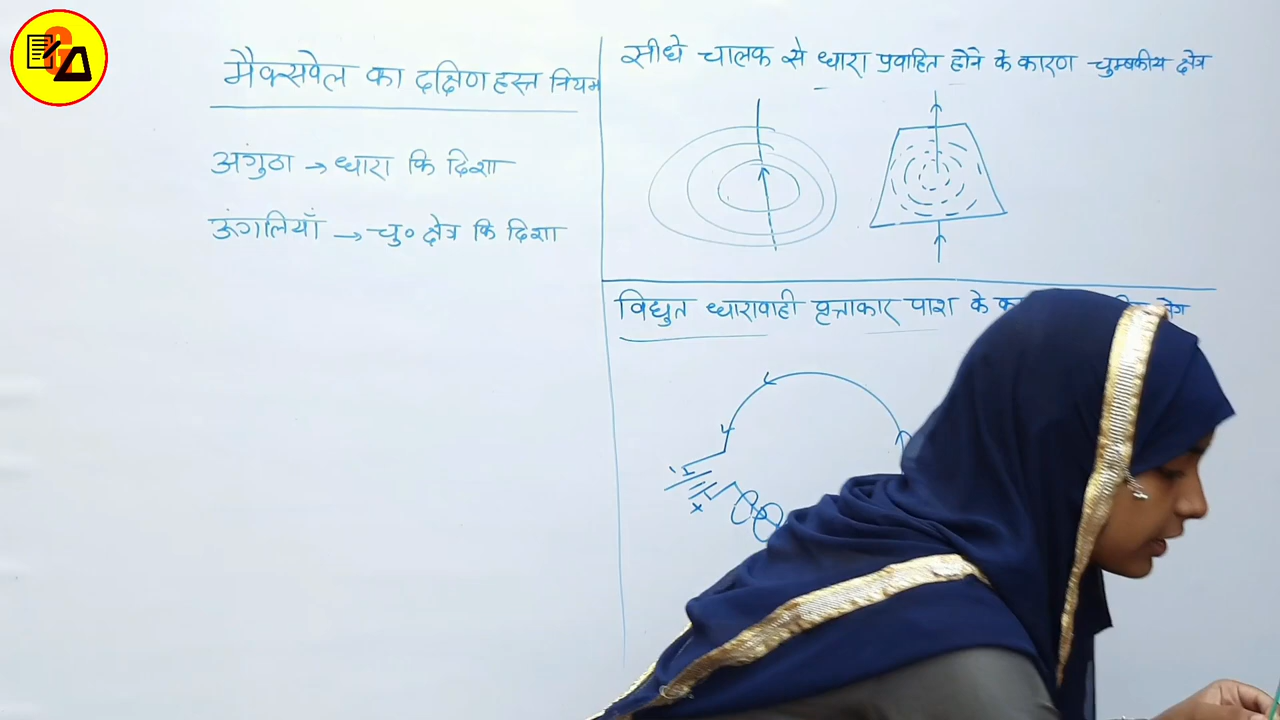 मैक्सवेल का दक्षिण हस्त नियम
अंगुठा → धारा कि दिशा
ऊंगलियाँ → चु० क्षेत्र कि दिशा
सीधे चालक से धारा प्रवाहित होने के कारण चुम्बकीय क्षेत्र
विद्युत धारावाही वृत्ताकार पाश के